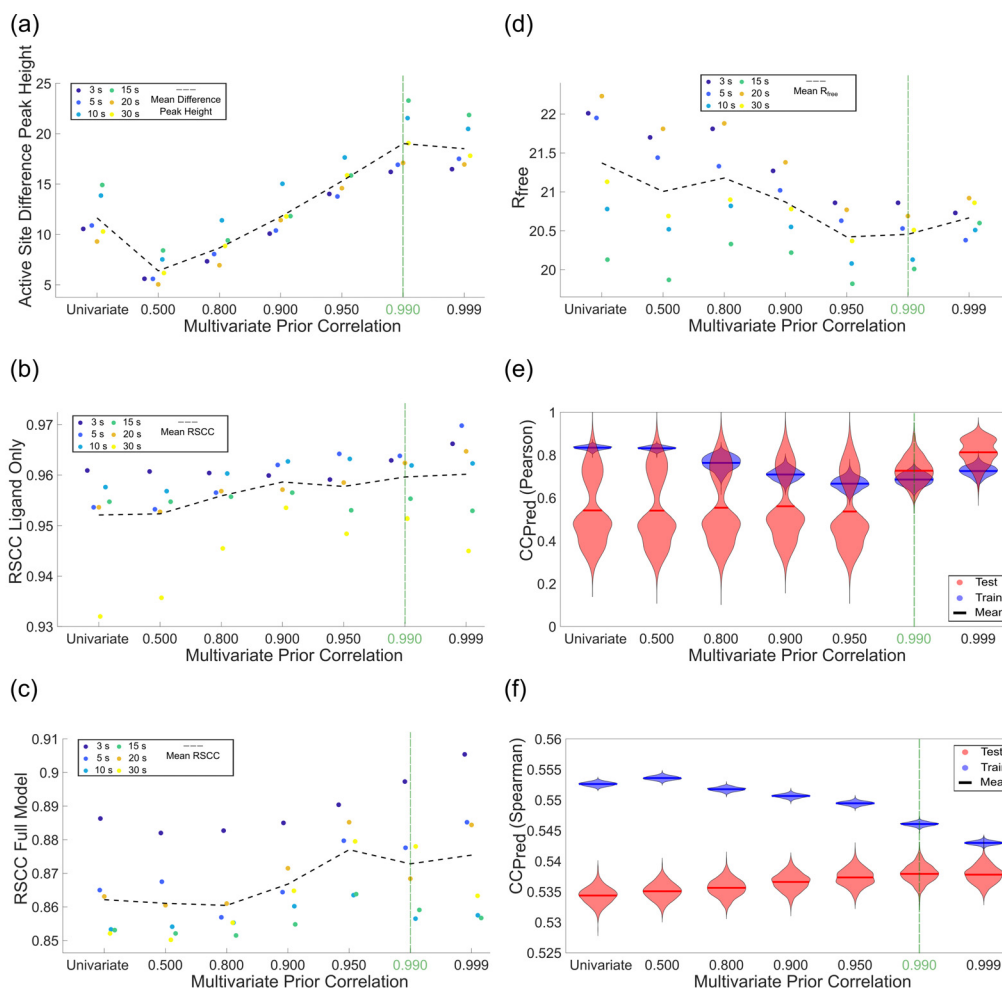 (a)
Active Site Difference Peak Height
25
20
15
10
5
3 s 15 s
5 s 20 s
10 s 30 s
Mean Difference
Peak Height
Univariate 0.500 0.800 0.900 0.950 0.990 0.999
Multivariate Prior Correlation
(b)
RSCC Ligand Only
0.97
0.96
0.95
0.94
0.93
3 s 15 s
5 s 20 s
10 s 30 s
Mean RSCC
Univariate 0.500 0.800 0.900 0.950 0.990 0.999
Multivariate Prior Correlation
(c)
RSCC Full Model
0.91
0.9
0.89
0.88
0.87
0.86
0.85
3 s 15 s
5 s 20 s
10 s 30 s
Mean RSCC
Univariate 0.500 0.800 0.900 0.950 0.990 0.999
Multivariate Prior Correlation
(d)
Rfree
22
21.5
21
20.5
20
3 s 15 s
5 s 20 s
10 s 30 s
Mean Rfree
Univariate 0.500 0.800 0.900 0.950 0.990 0.999
Multivariate Prior Correlation
(e)
CCPred (Pearson)
1
0.8
0.6
0.4
0.2
0
Test
Train
Mean
Univariate 0.500 0.800 0.900 0.950 0.990 0.999
Multivariate Prior Correlation
(f)
CCPred (Spearman)
0.56
0.555
0.55
0.545
0.54
0.535
0.53
0.525
Test
Train
Mean
Univariate 0.500 0.800 0.900 0.950 0.990 0.999
Multivariate Prior Correlation